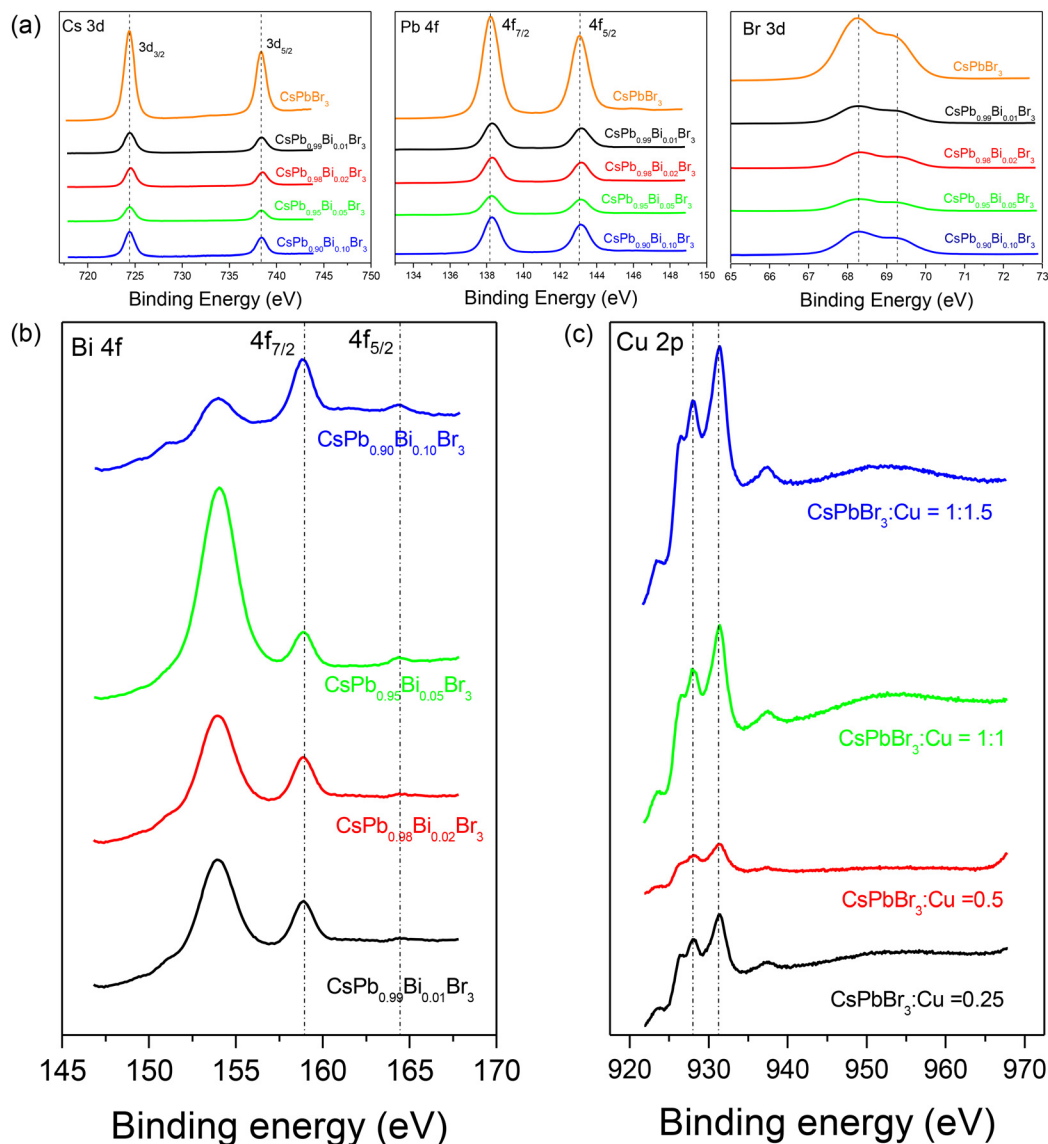 (a)
Cs 3d
3d3/2
3d5/2
CsPbBr3
CsPb0.99Bi0.01Br3
CsPb0.98Bi0.02Br3
CsPb0.95Bi0.05Br3
CsPb0.90Bi0.10Br3
720 725 730 735 740 745 750
Binding Energy (eV)
Pb 4f
4f7/2
4f5/2
CsPbBr3
CsPb0.99Bi0.01Br3
CsPb0.98Bi0.02Br3
CsPb0.95Bi0.05Br3
CsPb0.90Bi0.10Br3
134 136 138 140 142 144 146 148 150
Binding Energy (eV)
Br 3d
CsPbBr3
CsPb0.99Bi0.01Br3
CsPb0.98Bi0.02Br3
CsPb0.95Bi0.05Br3
CsPb0.90Bi0.10Br3
65 66 67 68 69 70 71 72 73
Binding Energy (eV)
(b)
Bi 4f
4f7/2
4f5/2
CsPb0.90Bi0.10Br3
CsPb0.95Bi0.05Br3
CsPb0.98Bi0.02Br3
CsPb0.99Bi0.01Br3
145 150 155 160 165 170
Binding energy (eV)
(c)
Cu 2p
CsPbBr3:Cu = 1:1.5
CsPbBr3:Cu = 1:1
CsPbBr3:Cu =0.5
CsPbBr3:Cu =0.25
920 930 940 950 960 970
Binding energy (eV)